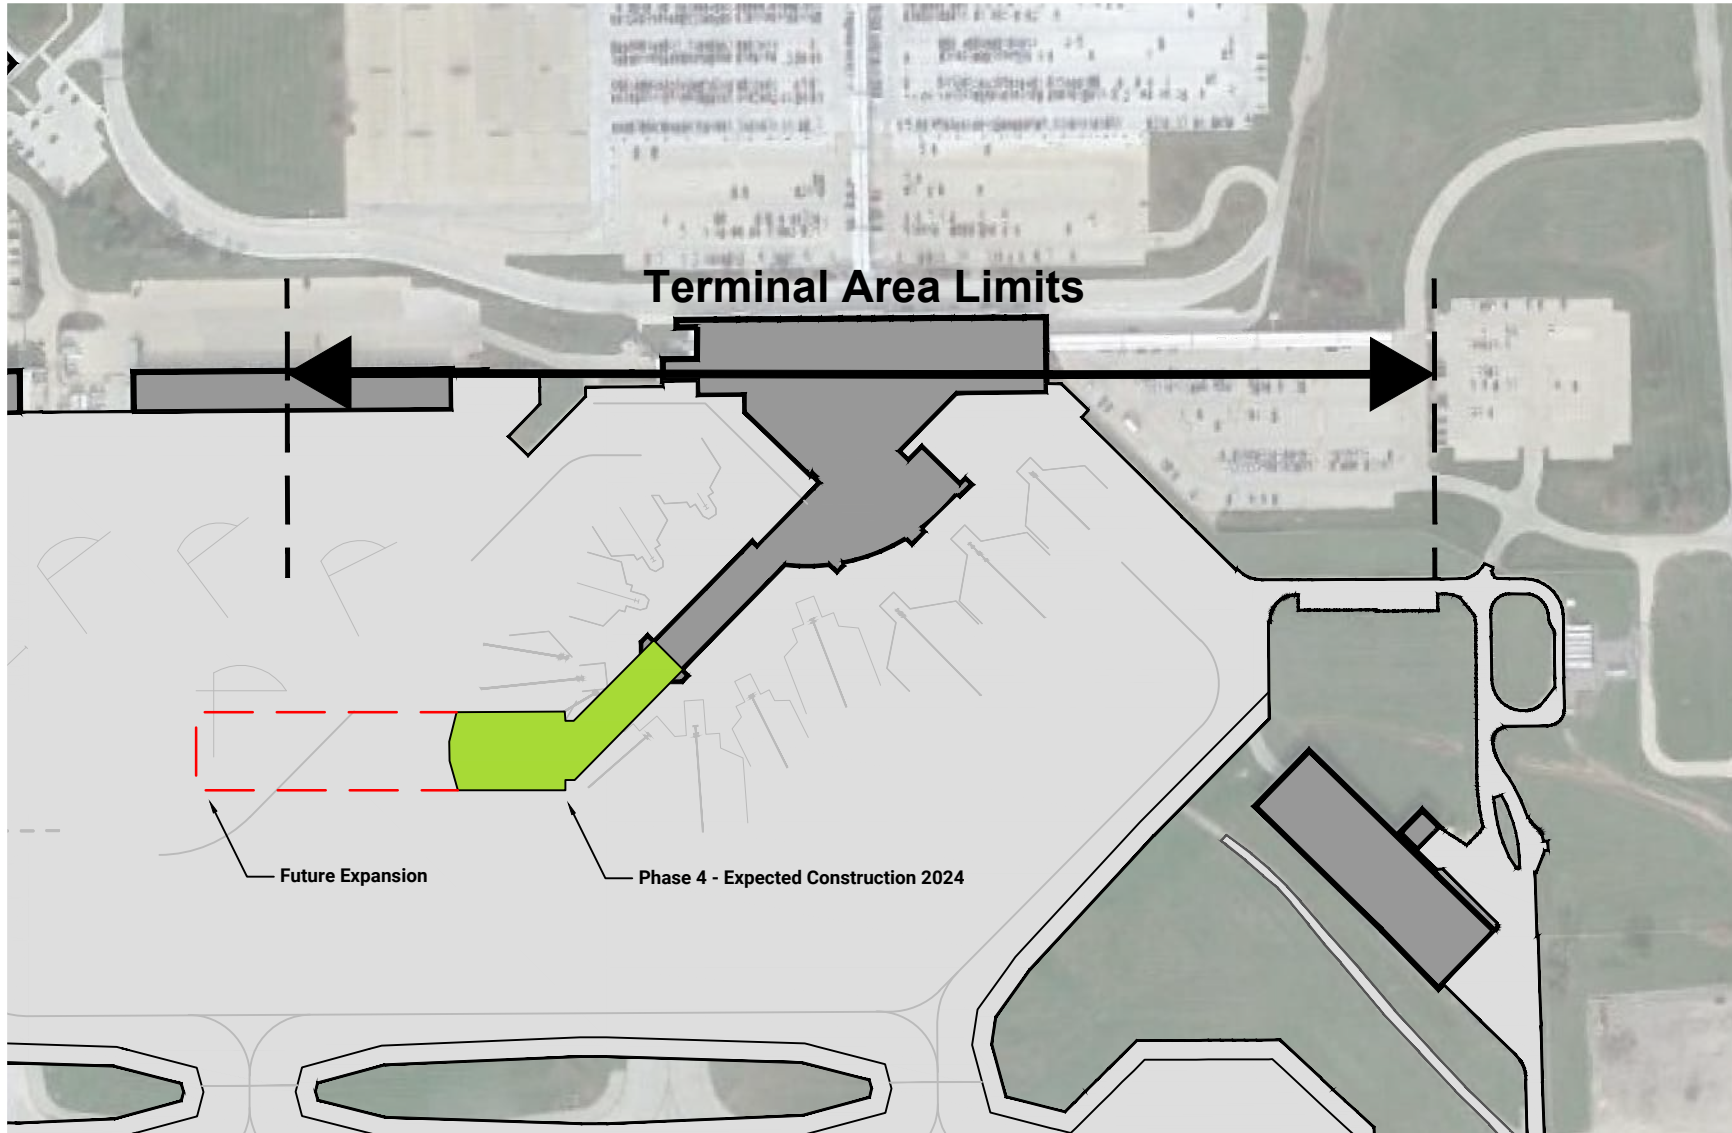 Terminal Area Limits
Future Expansion
Phase 4 - Expected Construction 2024